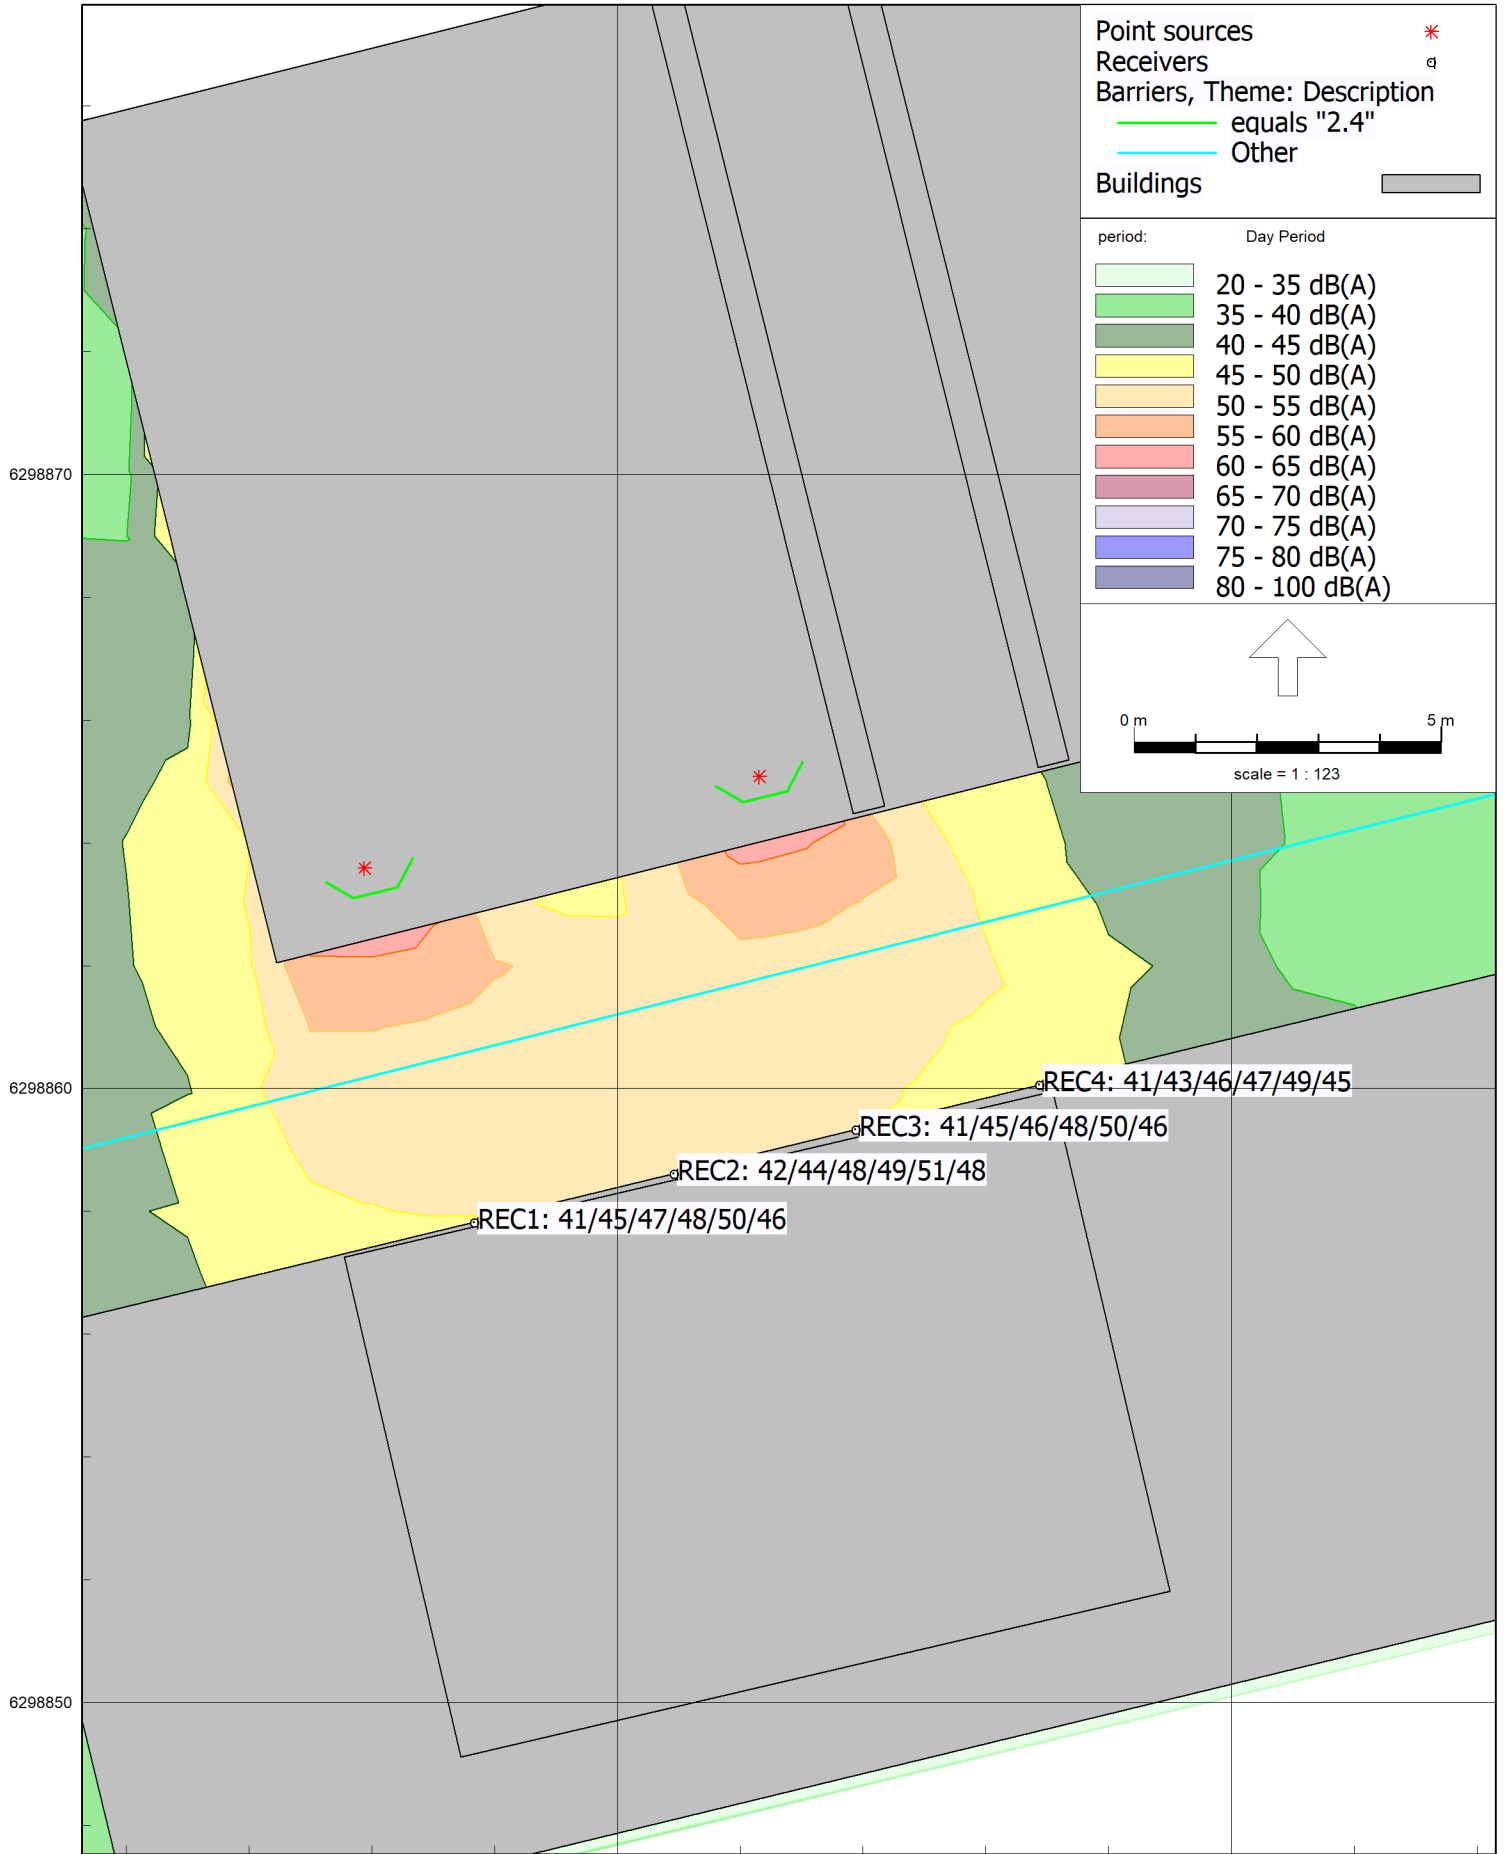 Point sources
Receivers
Barriers, Theme: Description
equals "2.4"
Other
Buildings
period: Day Period
20 - 35 dB(A)
35 - 40 dB(A)
40 - 45 dB(A)
45 - 50 dB(A)
50 - 55 dB(A)
55 - 60 dB(A)
60 - 65 dB(A)
65 - 70 dB(A)
70 - 75 dB(A)
75 - 80 dB(A)
80 - 100 dB(A)
0 m 5 m
scale = 1 : 123
6298870
6298860
REC4: 41/43/46/47/49/45
REC3: 41/45/46/48/50/46
REC2: 42/44/48/49/51/48
REC1: 41/45/47/48/50/46
6298850